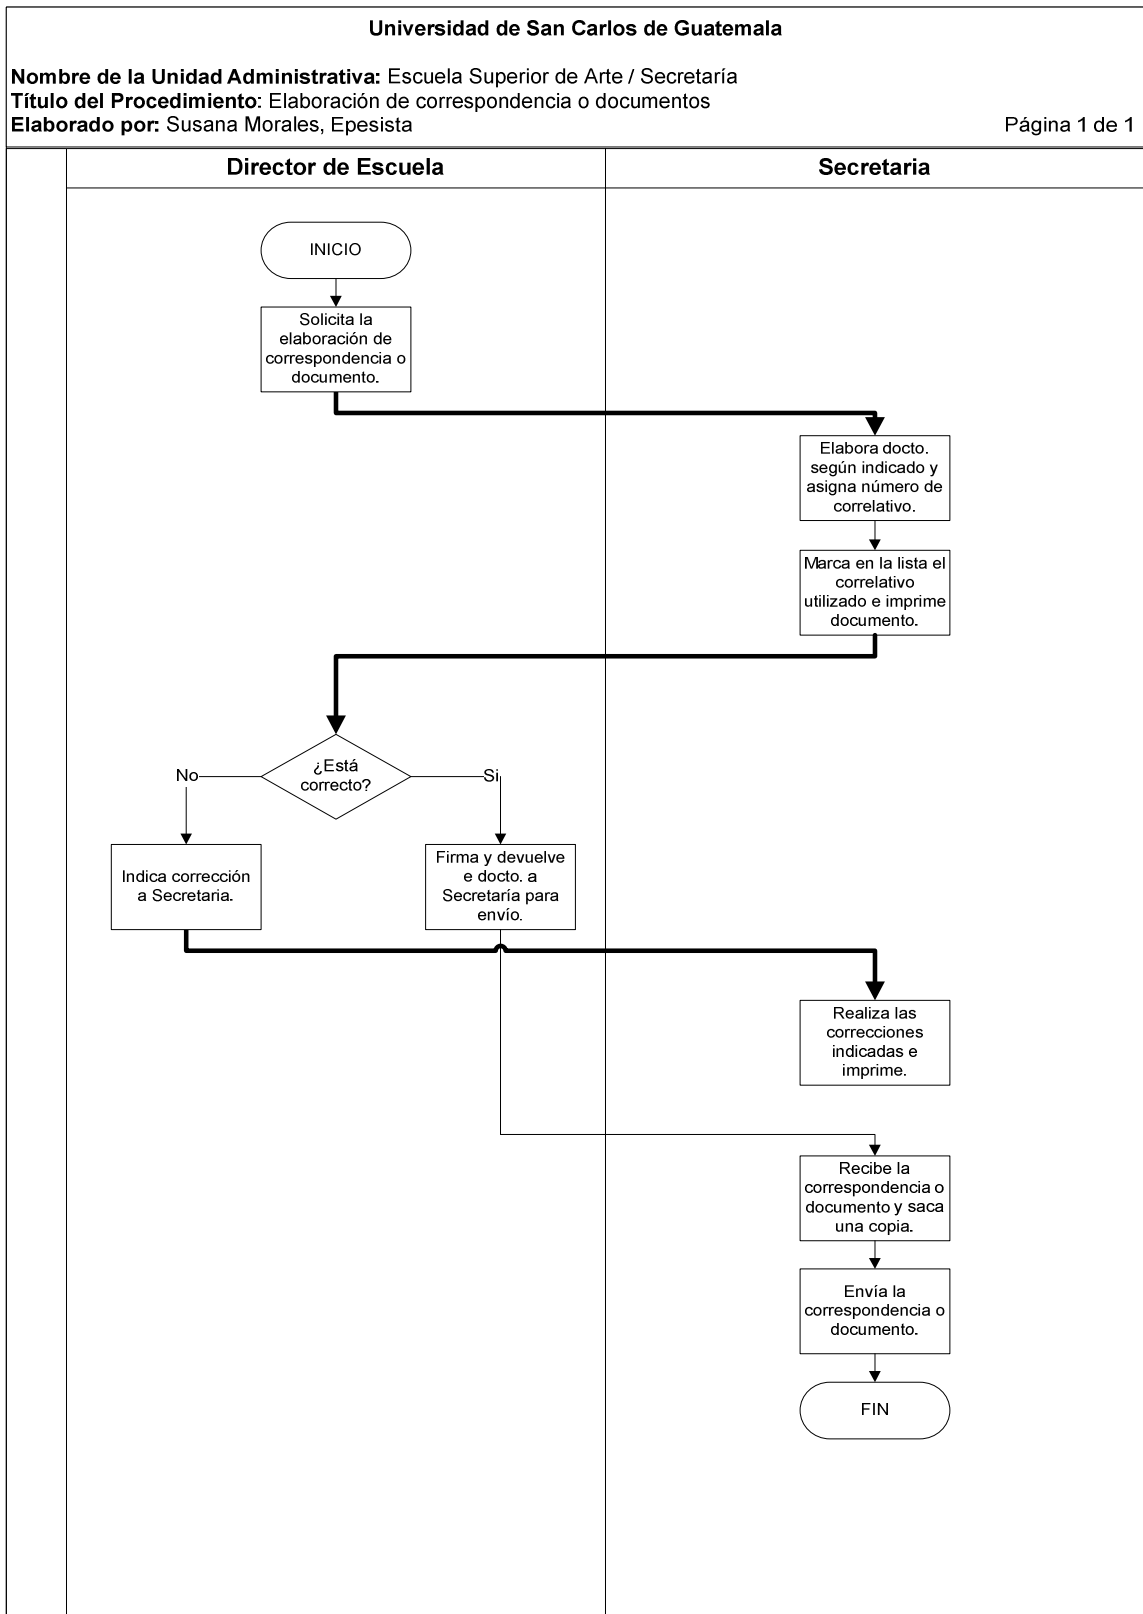 Universidad de San Carlos de Guatemala
Nombre de la Unidad Administrativa: Escuela Superior de Arte / Secretaría
Título del Procedimiento: Elaboración de correspondencia o documentos
Elaborado por: Susana Morales, Epesista
Página 1 de 1
Director de Escuela
Secretaria
INICIO
Solicita la
elaboración de
correspondencia o
documento.
Elabora docto.
según indicado y
asigna número de
correlativo.
Marca en la lista el
correlativo
utilizado e imprime
documento.
¿Está
correcto?
No
Si
Indica corrección
a Secretaria.
Firma y devuelve
e docto. a
Secretaría para
envío.
Realiza las
correcciones
indicadas e
imprime.
Recibe la
correspondencia o
documento y saca
una copia.
Envía la
correspondencia o
documento.
FIN